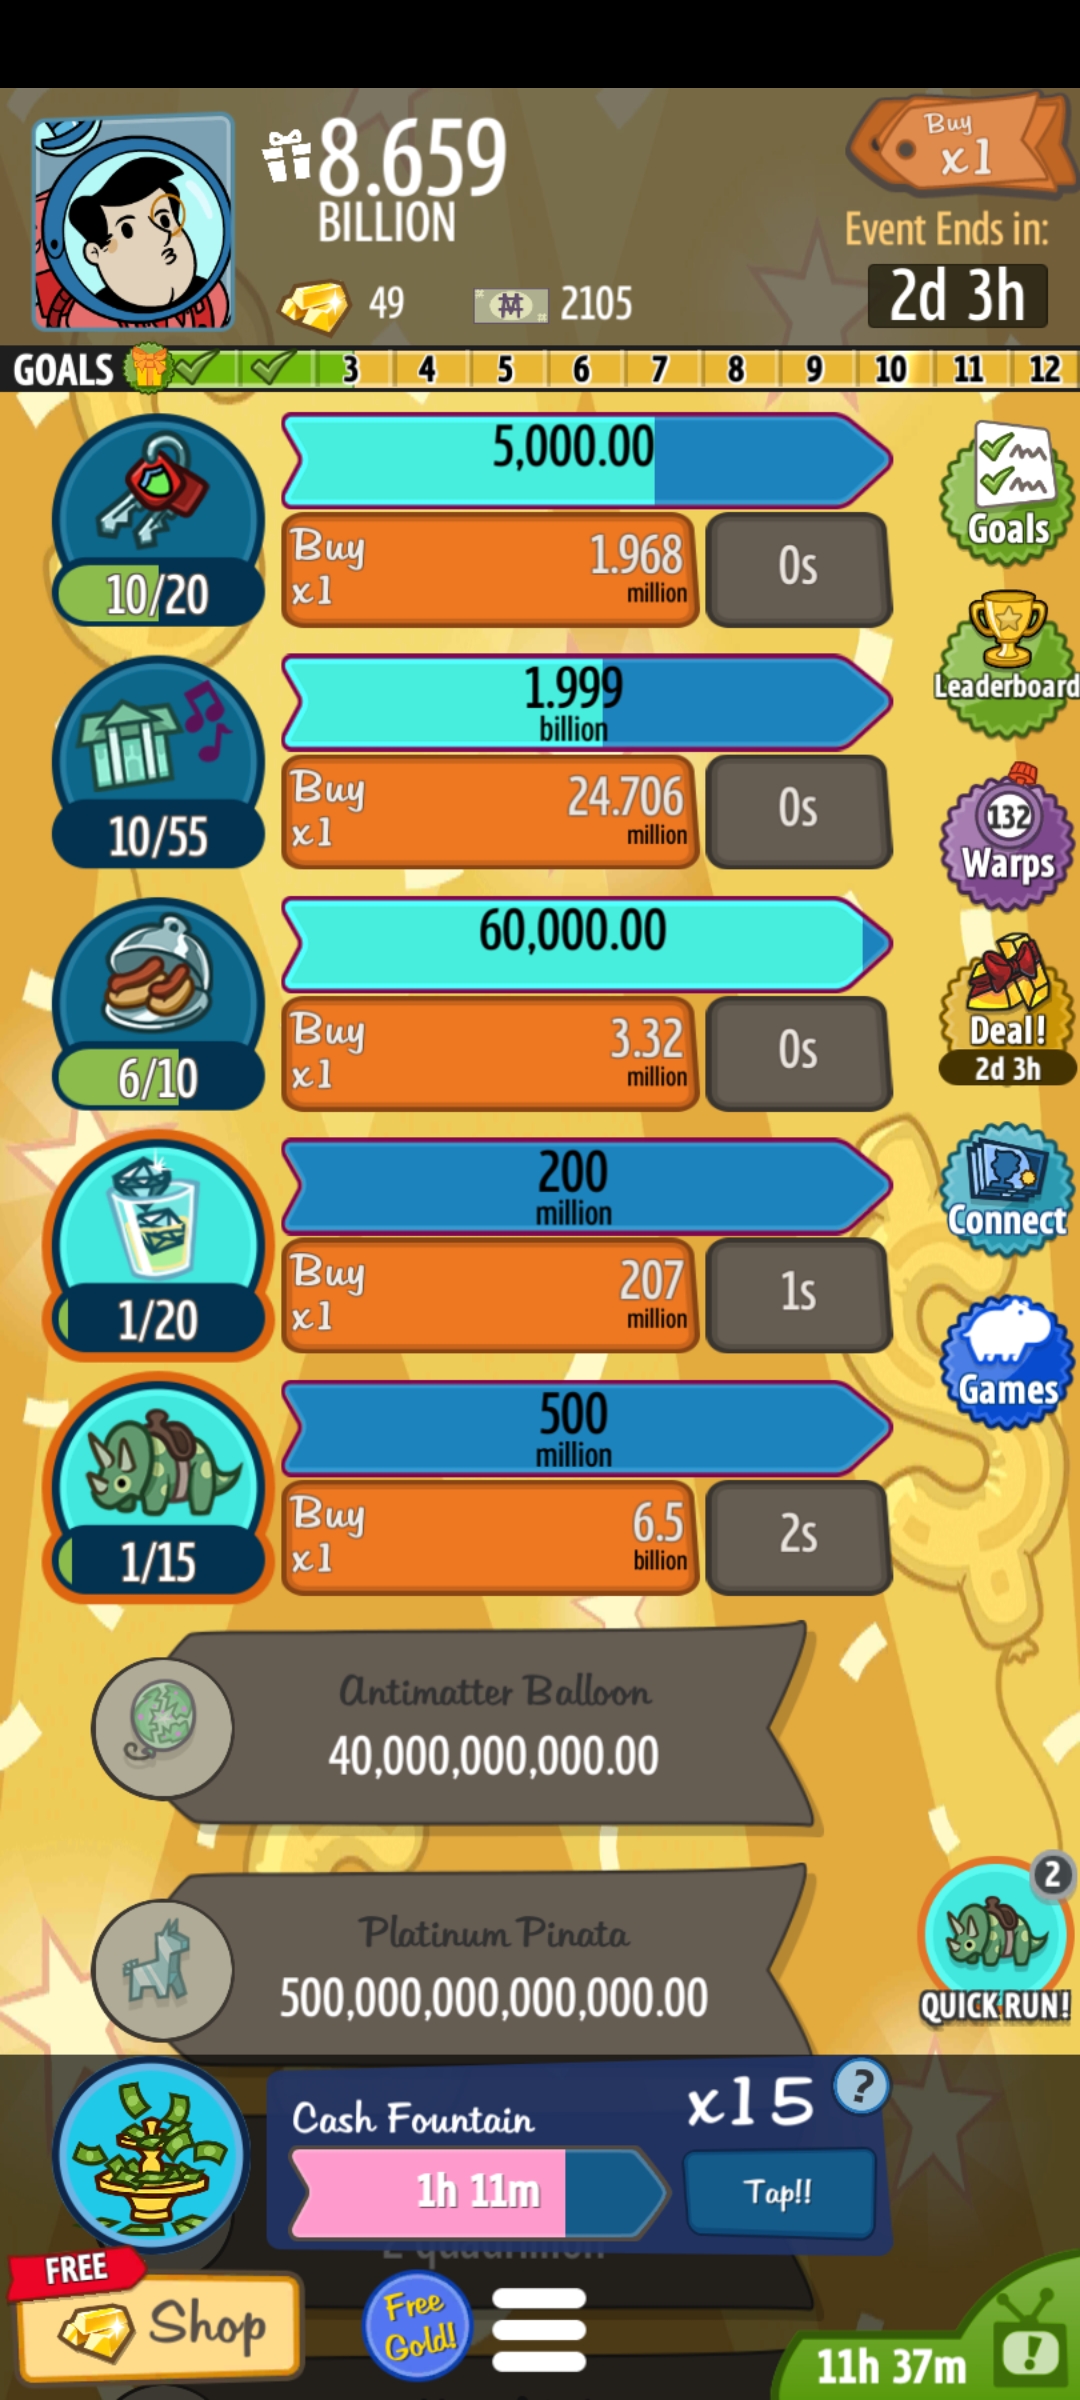 8.659
BILLION
49
2105
Buy
x1
Event Ends in:
2d 3h
GOALS
3 4 5 6 7 8 9 10 11 12
5,000.00
10/20
Buy
x1
1.968
million
0s
Goals
1.999
billion
10/55
Buy
x1
24.706
million
0s
Leaderboard
132
Warps
60,000.00
6/10
Buy
x1
3.32
million
0s
Deal!
2d 3h
200
million
1/20
Buy
x1
207
million
1s
Connect
500
million
1/15
Buy
x1
6.5
billion
2s
Games
Antimatter Balloon
40,000,000,000.00
Platinum Pinata
500,000,000,000,000.00
2
QUICK RUN!
Cash Fountain
x15
?
1h 11m
Tap!!
2 quadrillion
FREE
Shop
Free
Gold!
11h 37m
!